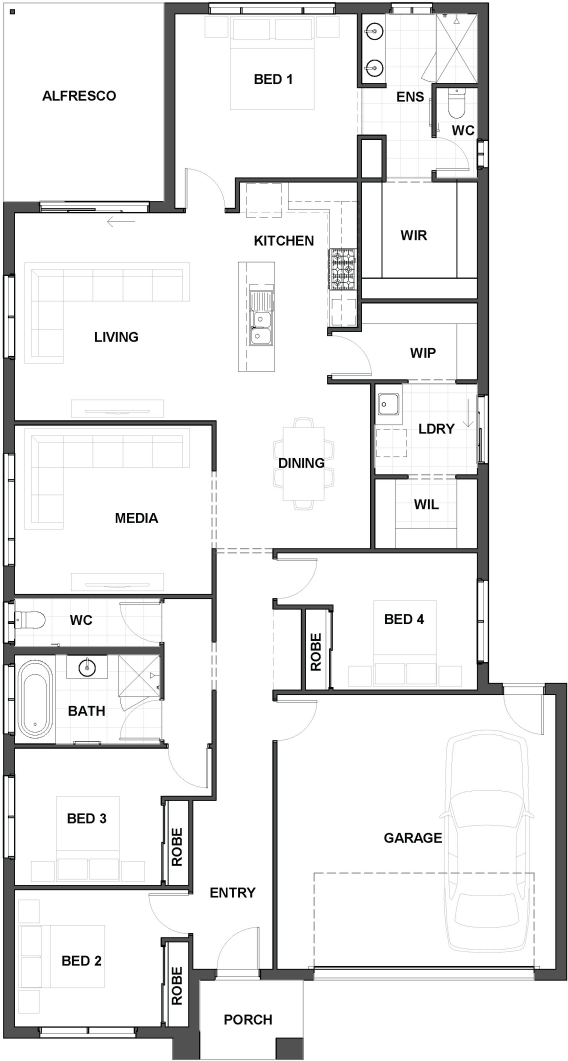 BED 1
ALFRESCO
ENS
WC
WIR
KITCHEN
LIVING
WIP
LDRY
DINING
WIL
MEDIA
WC
BED 4
ROBE
BATH
BED 3
ROBE
GARAGE
ENTRY
BED 2
ROBE
PORCH